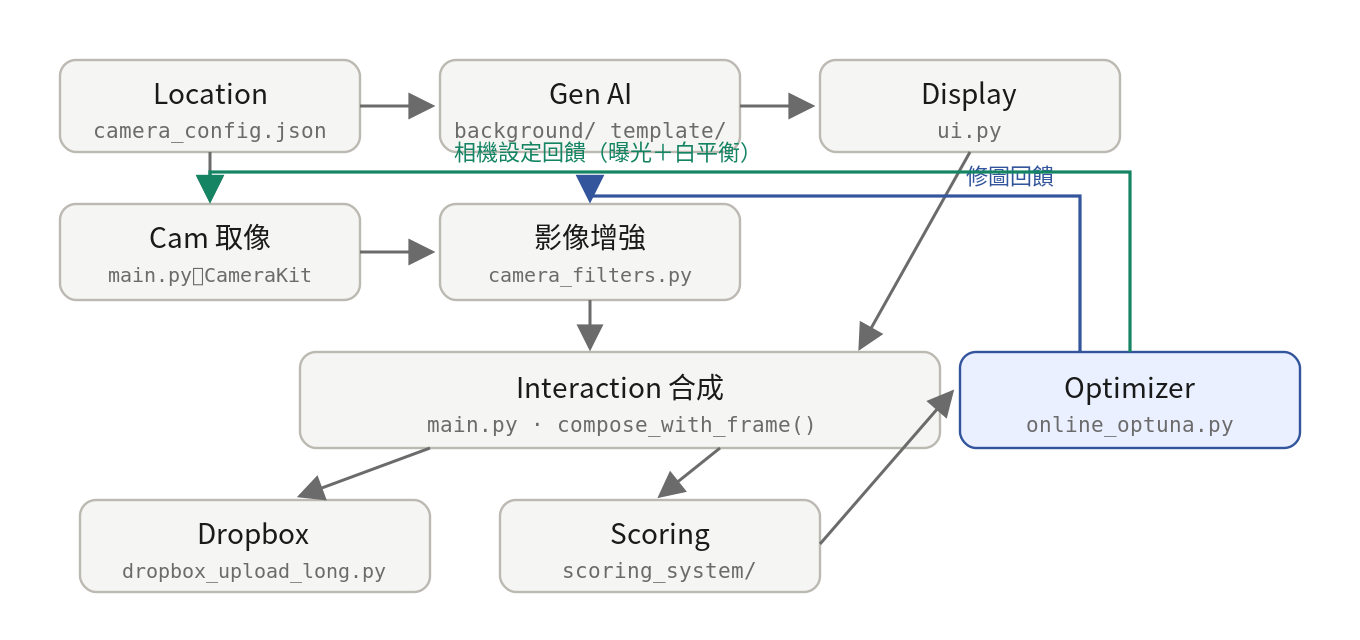 Location
camera_config.json
Gen AI
background/ template/
Display
ui.py
相機設定回饋（曝光＋白平衡）
修圖回饋
Cam 取像
main.py▯CameraKit
影像增強
camera_filters.py
Interaction 合成
main.py · compose_with_frame()
Optimizer
online_optuna.py
Dropbox
dropbox_upload_long.py
Scoring
scoring_system/